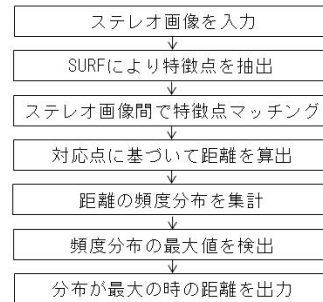 ステレオ画像を入力
SURFにより特徴点を抽出
ステレオ画像間で特徴点マッチング
対応点に基づいて距離を算出
距離の頻度分布を集計
頻度分布の最大値を検出
分布が最大の時の距離を出力